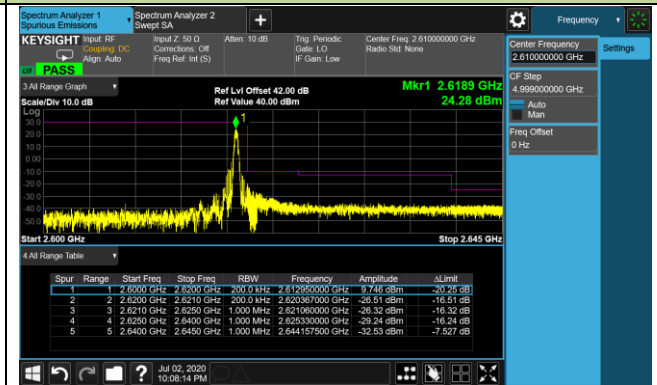 Spectrum Analyzer 1
Spurious Emissions
Spectrum Analyzer 2
Swept SA
+
Frequency
KEYSIGHT
Input: RF
Coupling: DC
Align: Auto
Input Z: 50 Ω
Corrections: Off
Freq Ref: Int (S)
Atten: 10 dB
Trig: Periodic
Gate: LO
IF Gain: Low
Center Freq: 2.610000000 GHz
Radio Std: None
PASS
Center Frequency
2.610000000 GHz
Settings
CF Step
4.999000000 GHz
Auto
Man
Freq Offset
0 Hz
3 All Range Graph
Scale/Div 10.0 dB
Ref Lvl Offset 42.00 dB
Ref Value 40.00 dBm
Mkr1 2.6189 GHz
24.28 dBm
Log
30.0
20.0
10.0
0.00
-10.0
-20.0
-30.0
-40.0
-50.0
1
Start 2.600 GHz
Stop 2.645 GHz
4 All Range Table
Spur Range Start Freq Stop Freq RBW Frequency Amplitude ΔLimit
1 1 2.6000 GHz 2.6200 GHz 200.0 kHz 2.612950000 GHz 9.746 dBm -20.25 dB
2 2 2.6200 GHz 2.6210 GHz 200.0 kHz 2.620367000 GHz -26.51 dBm -16.51 dB
3 3 2.6210 GHz 2.6250 GHz 1.000 MHz 2.621060000 GHz -26.32 dBm -16.32 dB
4 4 2.6250 GHz 2.6400 GHz 1.000 MHz 2.625330000 GHz -29.24 dBm -16.24 dB
5 5 2.6400 GHz 2.6450 GHz 1.000 MHz 2.644157500 GHz -32.53 dBm -7.527 dB
?
Jul 02, 2020
10:08:14 PM